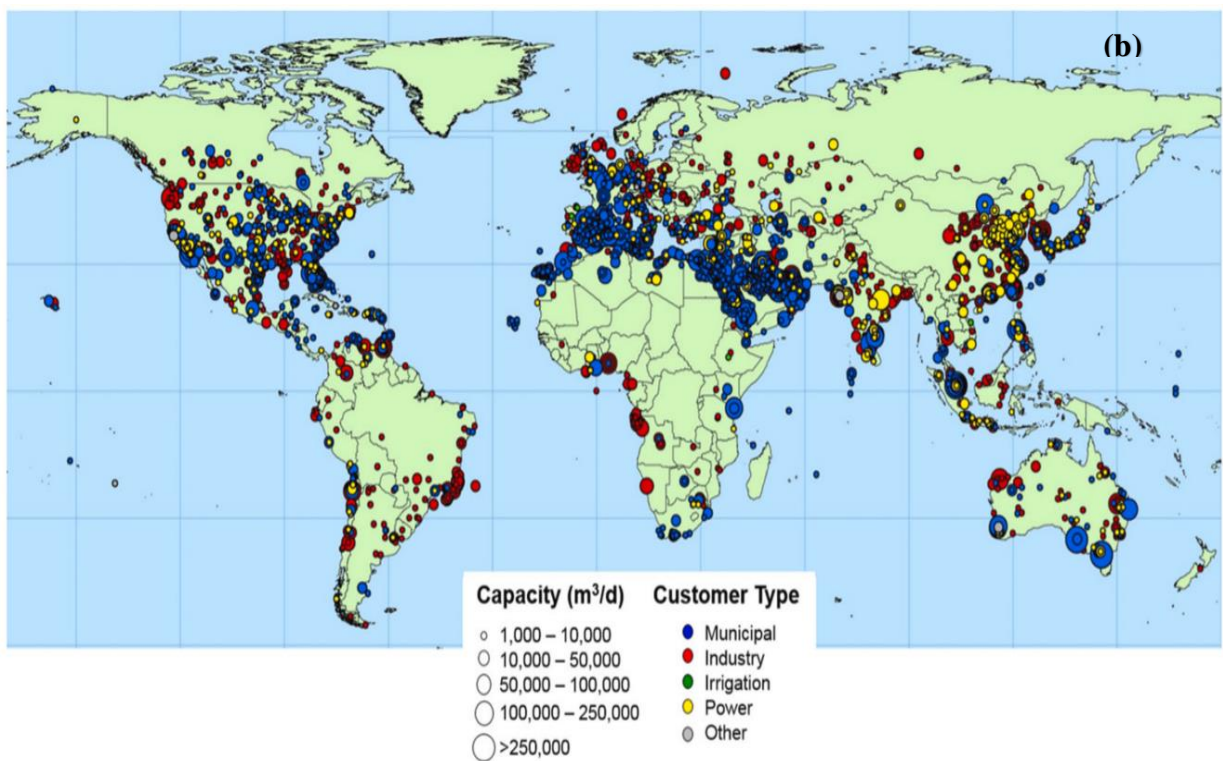 (b)
Capacity (m³/d)
1,000 – 10,000
10,000 – 50,000
50,000 – 100,000
100,000 – 250,000
>250,000
Customer Type
Municipal
Industry
Irrigation
Power
Other